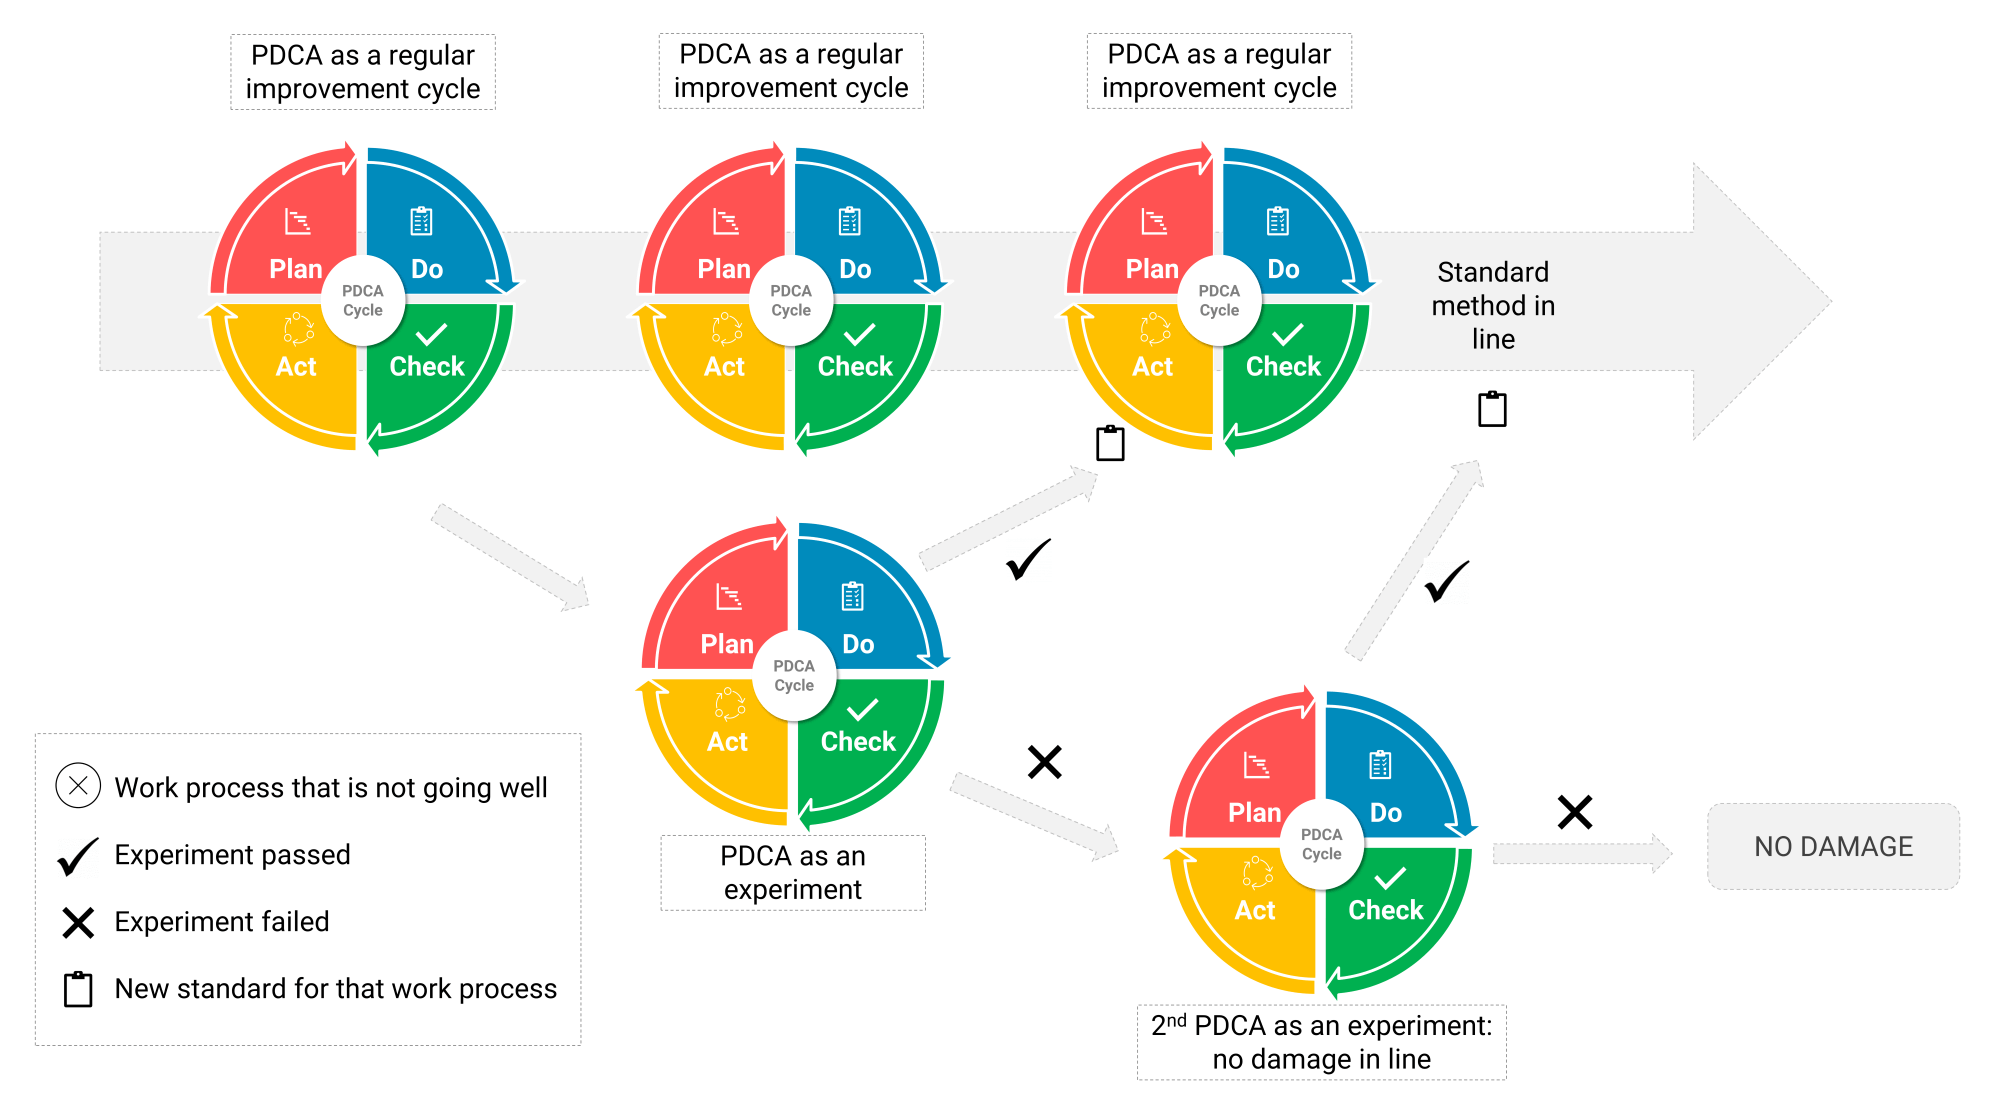 PDCA as a regular
improvement cycle
PDCA as a regular
improvement cycle
PDCA as a regular
improvement cycle
Plan
Do
PDCA
Cycle
Act
Check
Plan
Do
PDCA
Cycle
Act
Check
Plan
Do
PDCA
Cycle
Act
Check
Standard
method in
line
Plan
Do
PDCA
Cycle
Act
Check
PDCA as an
experiment
Plan
Do
PDCA
Cycle
Act
Check
2nd PDCA as an experiment:
no damage in line
NO DAMAGE
Work process that is not going well
Experiment passed
Experiment failed
New standard for that work process